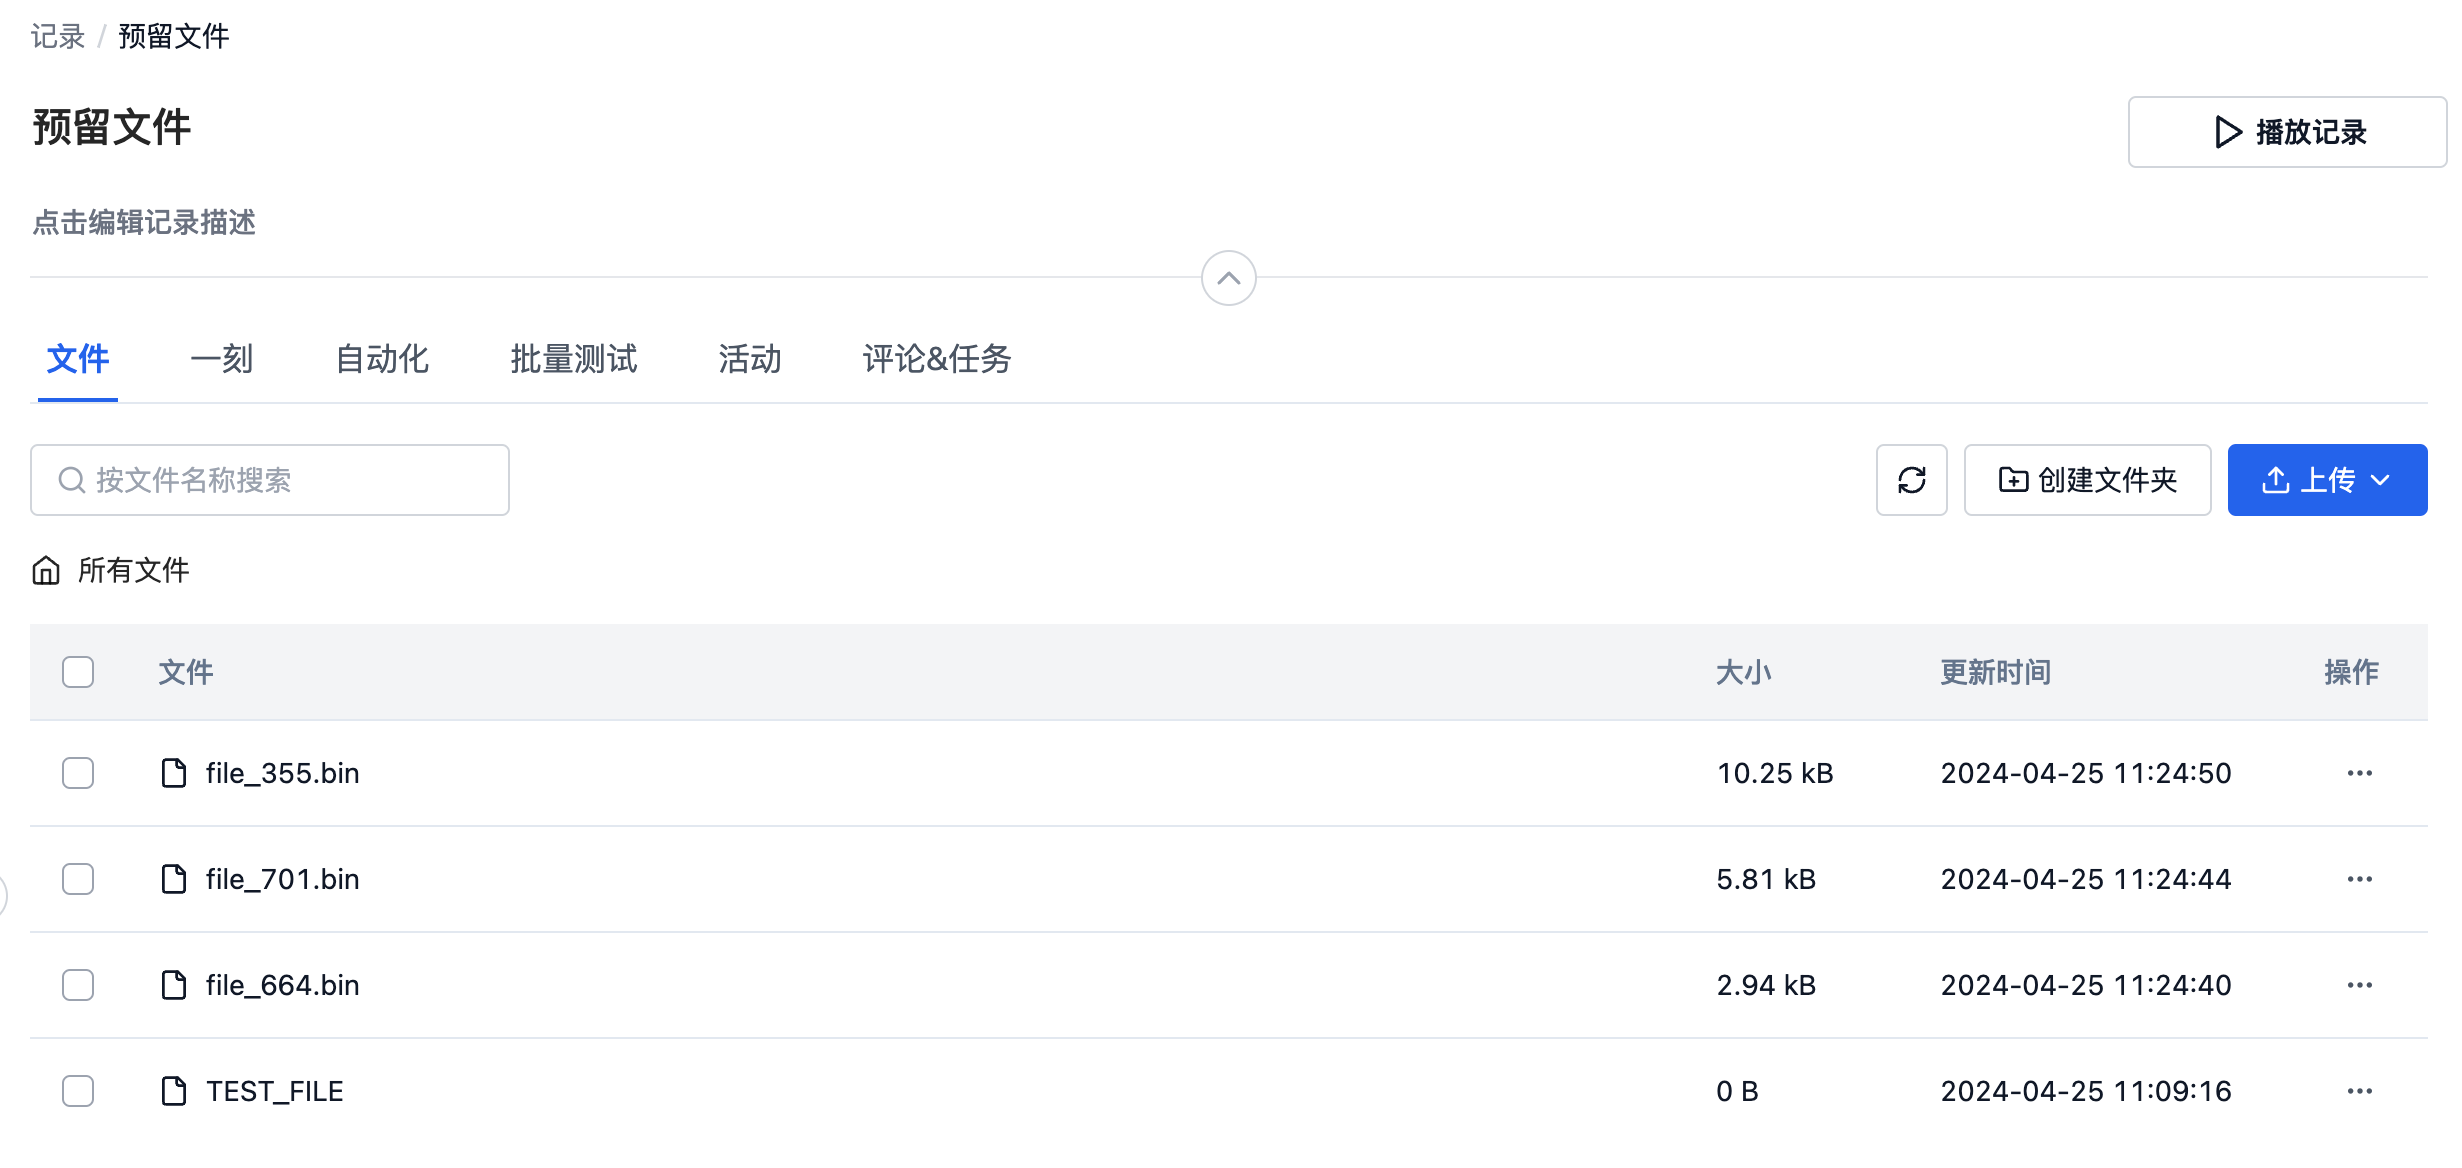 记录 / 预留文件
预留文件
播放记录
点击编辑记录描述
文件 一刻 自动化 批量测试 活动 评论&任务
按文件名称搜索 创建文件夹 上传
所有文件
文件 大小 更新时间 操作
file_355.bin 10.25 kB 2024-04-25 11:24:50
file_701.bin 5.81 kB 2024-04-25 11:24:44
file_664.bin 2.94 kB 2024-04-25 11:24:40
TEST_FILE 0 B 2024-04-25 11:09:16